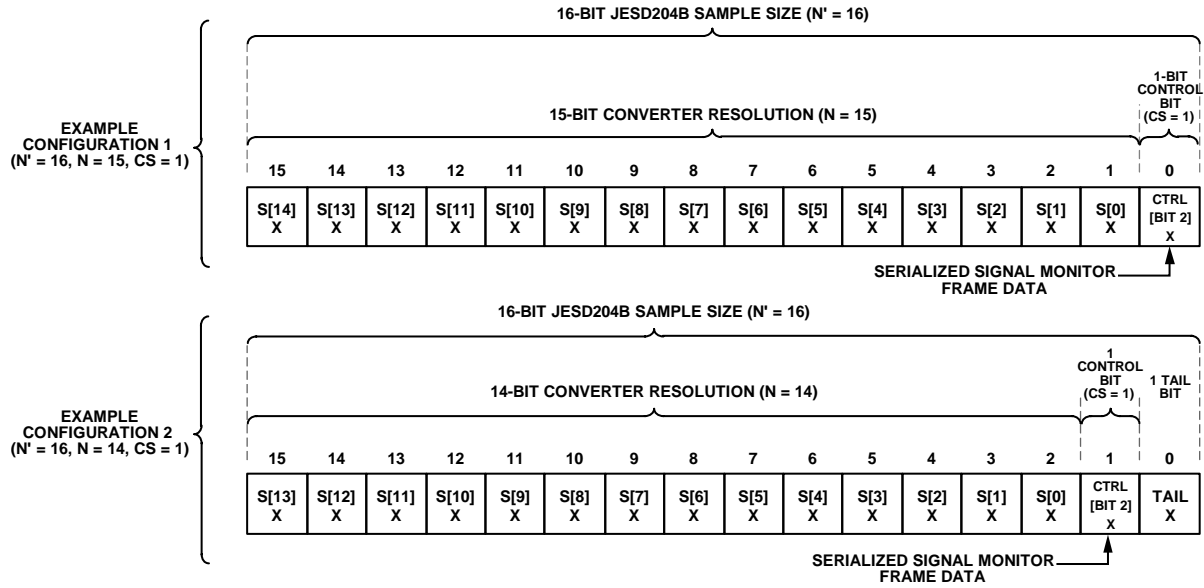 16-BIT JESD204B SAMPLE SIZE (N' = 16)
EXAMPLE
CONFIGURATION 1
(N' = 16, N = 15, CS = 1)
15-BIT CONVERTER RESOLUTION (N = 15)
1-BIT
CONTROL
BIT
(CS = 1)
15 14 13 12 11 10 9 8 7 6 5 4 3 2 1 0
S[14] S[13] S[12] S[11] S[10] S[9] S[8] S[7] S[6] S[5] S[4] S[3] S[2] S[1] S[0] CTRL
[BIT 2]
X X X X X X X X X X X X X X X X
SERIALIZED SIGNAL MONITOR
FRAME DATA
16-BIT JESD204B SAMPLE SIZE (N' = 16)
EXAMPLE
CONFIGURATION 2
(N' = 16, N = 14, CS = 1)
14-BIT CONVERTER RESOLUTION (N = 14)
1
CONTROL
BIT
(CS = 1)
1 TAIL
BIT
15 14 13 12 11 10 9 8 7 6 5 4 3 2 1 0
S[13] S[12] S[11] S[10] S[9] S[8] S[7] S[6] S[5] S[4] S[3] S[2] S[1] S[0] CTRL TAIL
[BIT 2]
X X X X X X X X X X X X X X X X
SERIALIZED SIGNAL MONITOR
FRAME DATA